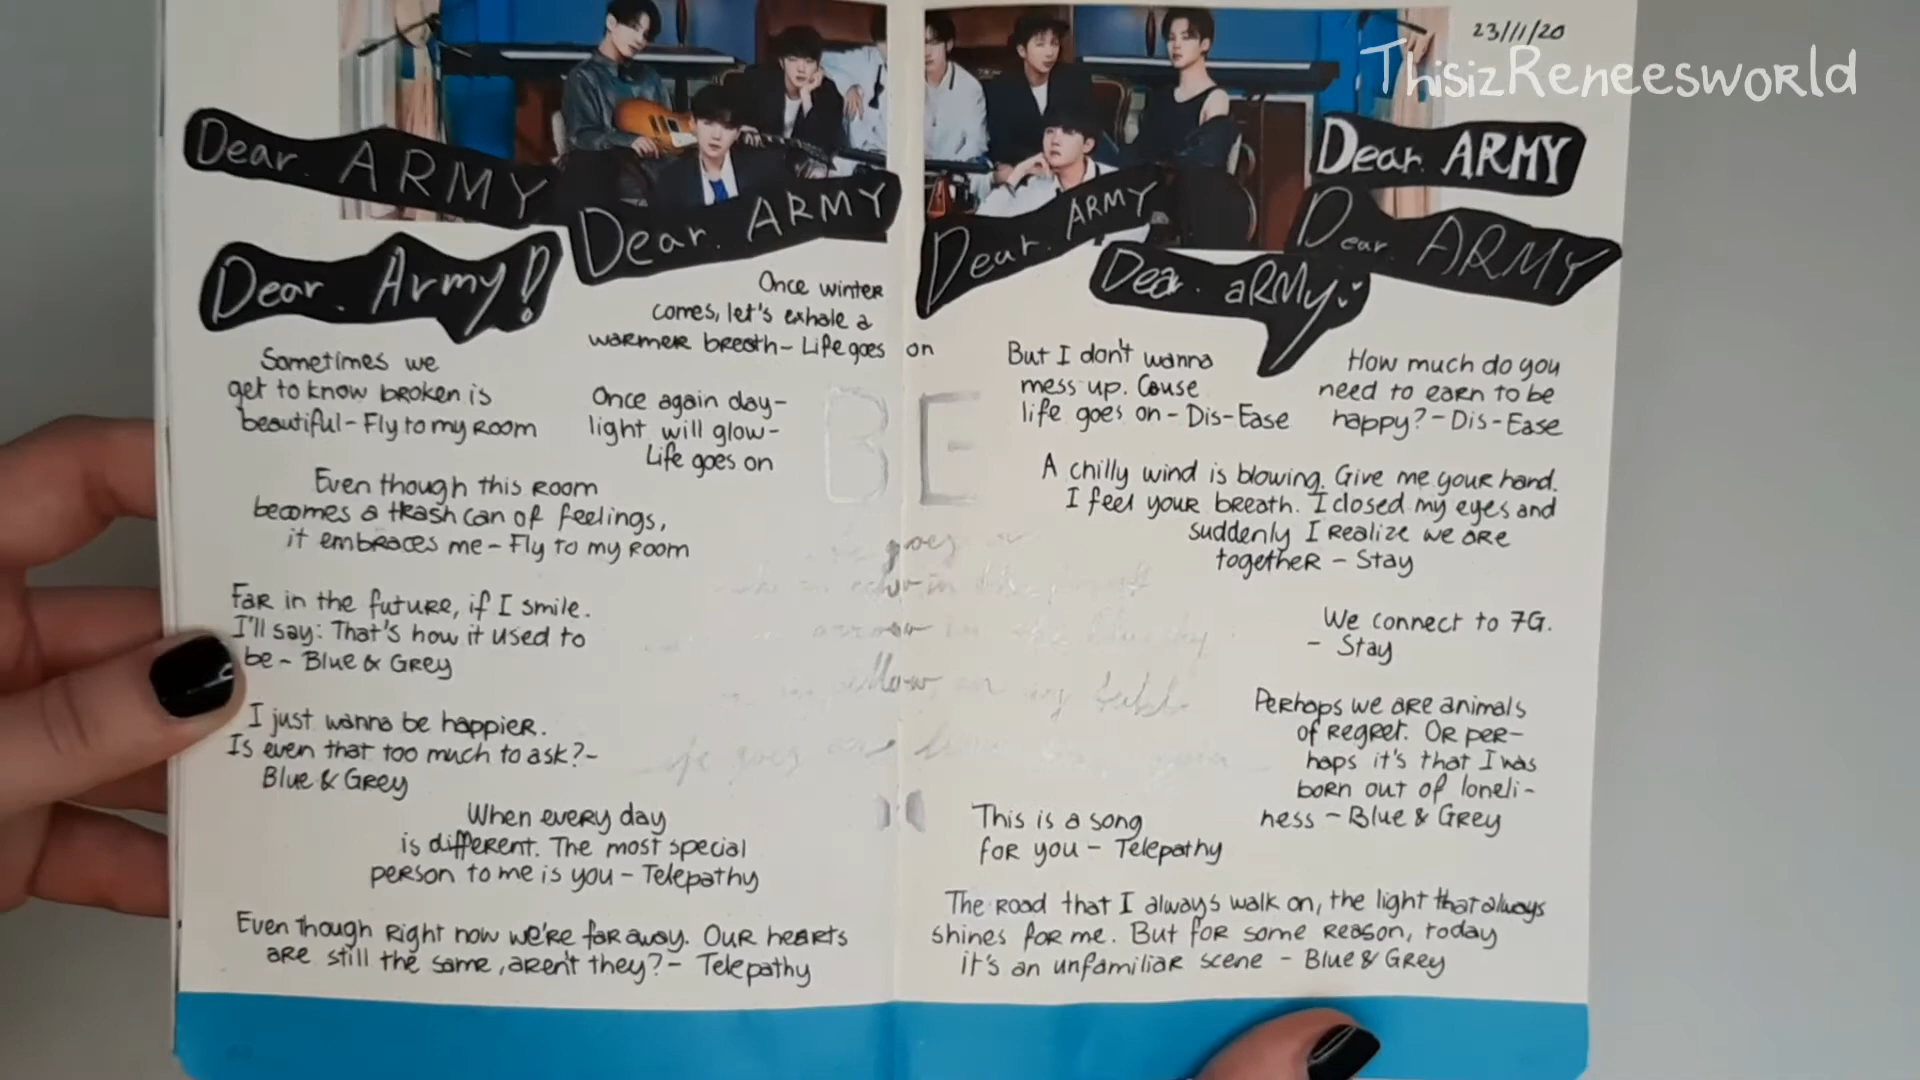 23/11/20
ThisizReneesworld
Dear. ARMY
Dear. Army!
Dear. ARMY
Dear. ARMY
Dear. aRMy
Dear. ARMY
Dear. ARMY
Once winter
comes, let's exhale a
warmer breath - Life goes on
Sometimes we
get to know broken is
beautiful - Fly to my room
Once again day-
light will glow -
Life goes on
Even though this room
becomes a trash can of feelings,
it embraces me - Fly to my room
Far in the future, if I smile.
I'll say: That's how it used to
be - Blue & Grey
I just wanna be happier.
Is even that too much to ask? -
Blue & Grey
When every day
is different. The most special
person to me is you - Telepathy
Even though right now we're far away. Our hearts
are still the same, aren't they? - Telepathy
BE
But I don't wanna
mess up. Cause
life goes on - Dis-Ease
How much do you
need to earn to be
happy? - Dis-Ease
A chilly wind is blowing. Give me your hand.
I feel your breath. I closed my eyes and
suddenly I realize we are
together - Stay
We connect to 7G.
- Stay
Perhaps we are animals
of regret. Or per-
haps it's that I was
born out of loneli-
ness - Blue & Grey
This is a song
for you - Telepathy
The road that I always walk on, the light that always
shines for me. But for some reason, today
it's an unfamiliar scene - Blue & Grey